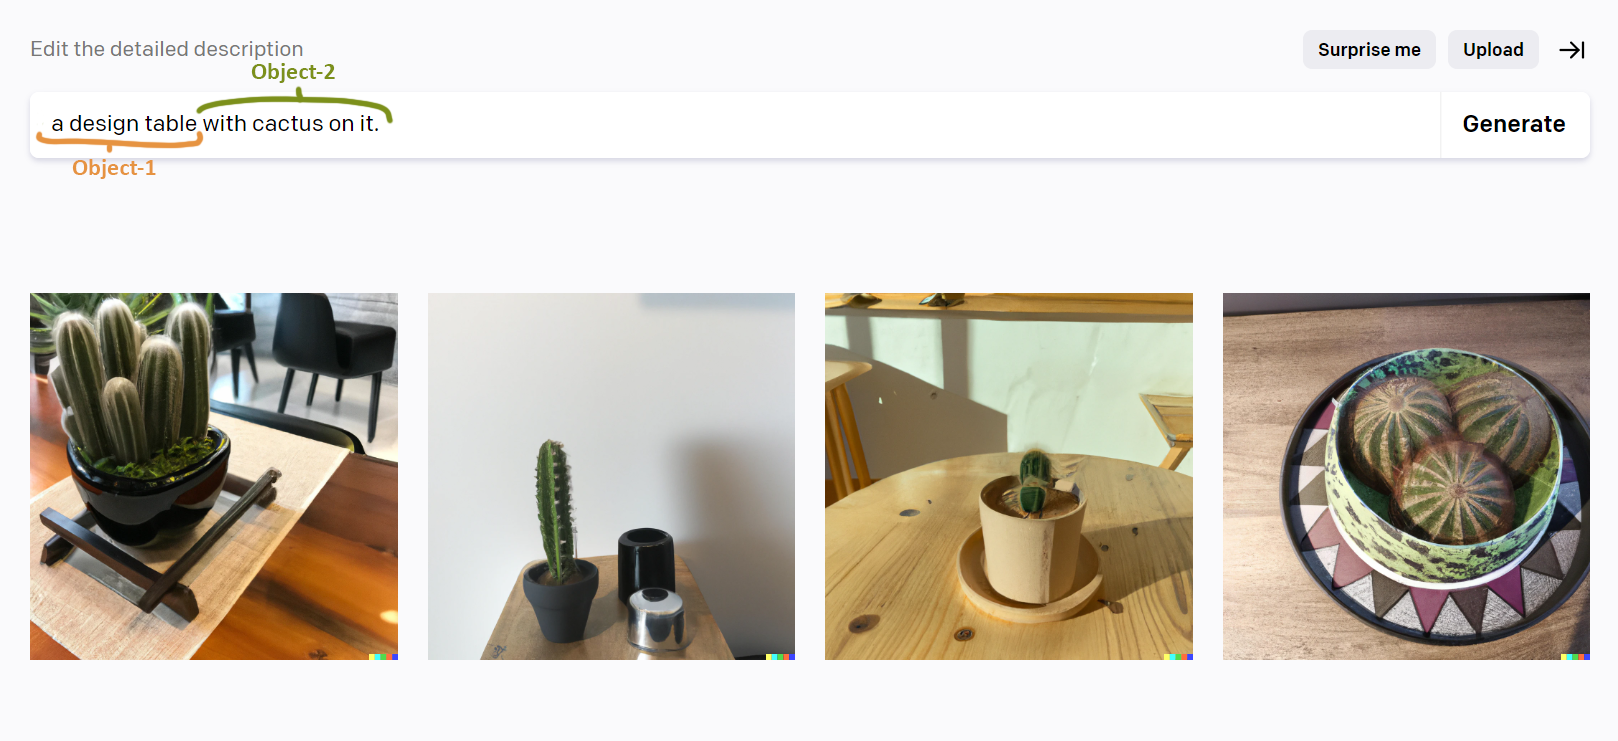 Edit the detailed description
Surprise me
Upload
Object-2
a design table with cactus on it.
Generate
Object-1